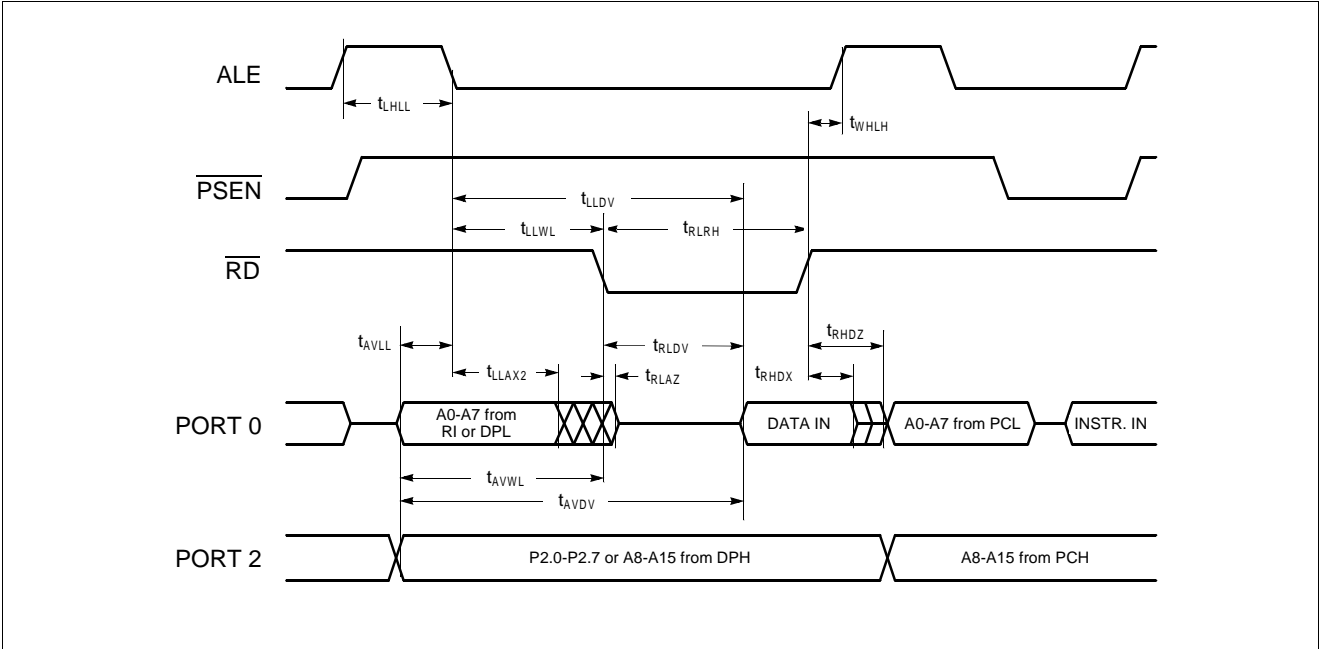 ALE
tLHLL
tWHLH
PSEN
tLLDV
tLLWL
tRLRH
RD
tAVLL
tRLDV
tRHDZ
tLLAX2
tRLAZ
tRHDX
PORT 0
A0-A7 from
RI or DPL
DATA IN
A0-A7 from PCL
INSTR. IN
tAVWL
tAVDV
PORT 2
P2.0-P2.7 or A8-A15 from DPH
A8-A15 from PCH